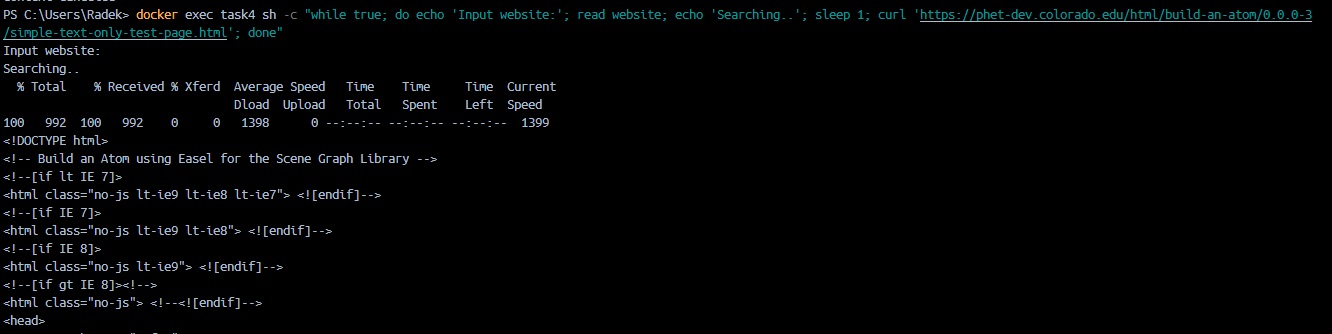 PS C:\Users\Radek> docker exec task4 sh -c "while true; do echo 'Input website:'; read website; echo 'Searching..'; sleep 1; curl 'https://phet-dev.colorado.edu/html/build-an-atom/0.0.0-3
/simple-text-only-test-page.html'; done"
Input website:
Searching..
  % Total    % Received % Xferd  Average Speed   Time    Time     Time  Current
                                 Dload  Upload   Total   Spent    Left  Speed
100   992  100   992    0     0   1398      0 --:--:-- --:--:-- --:--:--  1399
<!DOCTYPE html>
<!-- Build an Atom using Easel for the Scene Graph Library -->
<!--[if lt IE 7]>
<html class="no-js lt-ie9 lt-ie8 lt-ie7"> <![endif]-->
<!--[if IE 7]>
<html class="no-js lt-ie9 lt-ie8"> <![endif]-->
<!--[if IE 8]>
<html class="no-js lt-ie9"> <![endif]-->
<!--[if gt IE 8]><!-->
<html class="no-js"> <!--<![endif]-->
<head>